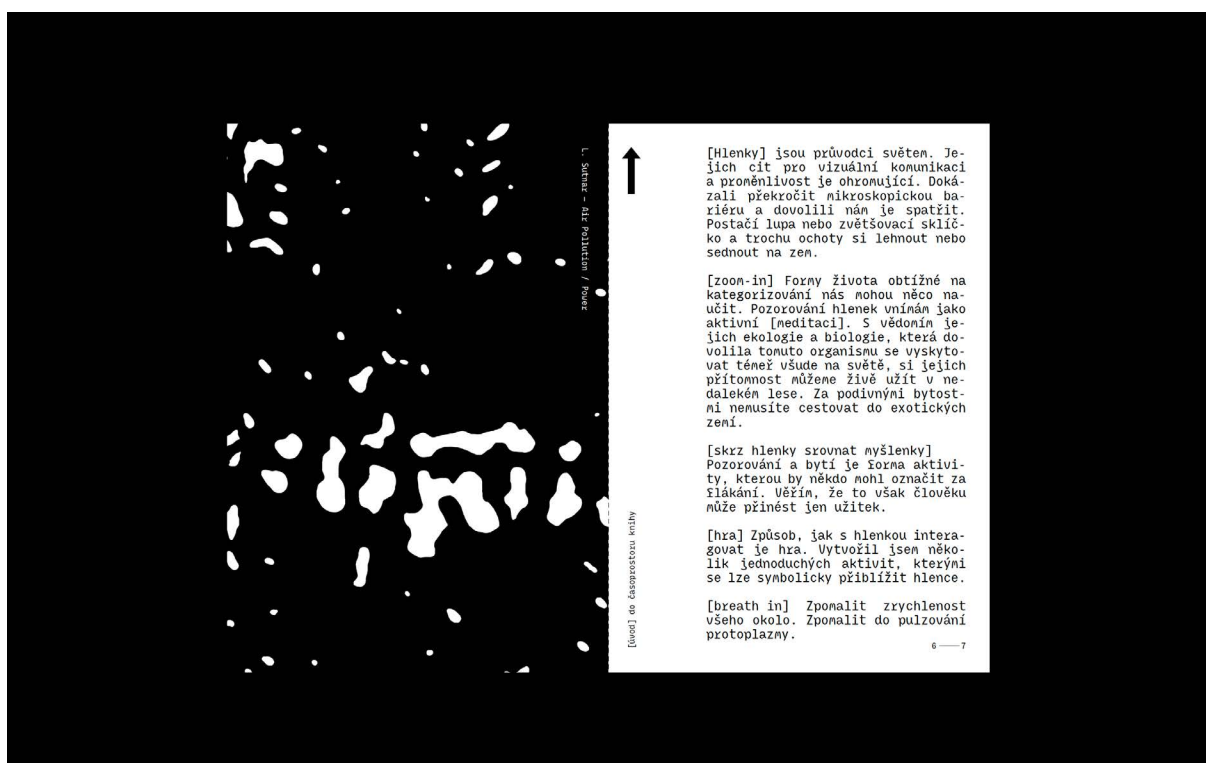 L. Sutnar – Air Pollution / Power
[úvod] do časoprostoru knihy
[Hlenky] jsou průvodci světem. Je-
jich cit pro vizuální komunikaci
a proměnlivost je ohromující. Doká-
zali překročit mikroskopickou ba-
riéru a dovolili nám je spatřit.
Postačí lupa nebo zvětšovací sklíč-
ko a trochu ochoty si lehnout nebo
sednout na zem.
[zoom-in] Formy života obtížné na
kategorizování nás mohou něco na-
učit. Pozorování hlenek vnímám jako
aktivní [meditaci]. S vědomím je-
jich ekologie a biologie, která do-
volila tomuto organismu se vyskyto-
vat téměř všude na světě, si jejich
přítomnost můžeme živě užít v ne-
dalekém lese. Za podivnými bytost-
mi nemusíte cestovat do exotických
zemí.
[skrz hlenky srovnat myšlenky]
Pozorování a bytí je forma aktivi-
ty, kterou by někdo mohl označit za
flákání. Věřím, že to však člověku
může přinést jen užitek.
[hra] Způsob, jak s hlenkou intera-
govat je hra. Vytvořil jsem něko-
lik jednoduchých aktivit, kterými
se lze symbolicky přiblížit hlence.
[breath in] Zpomalit zrychlenost
všeho okolo. Zpomalit do pulzování
protoplazmy.
6 — 7